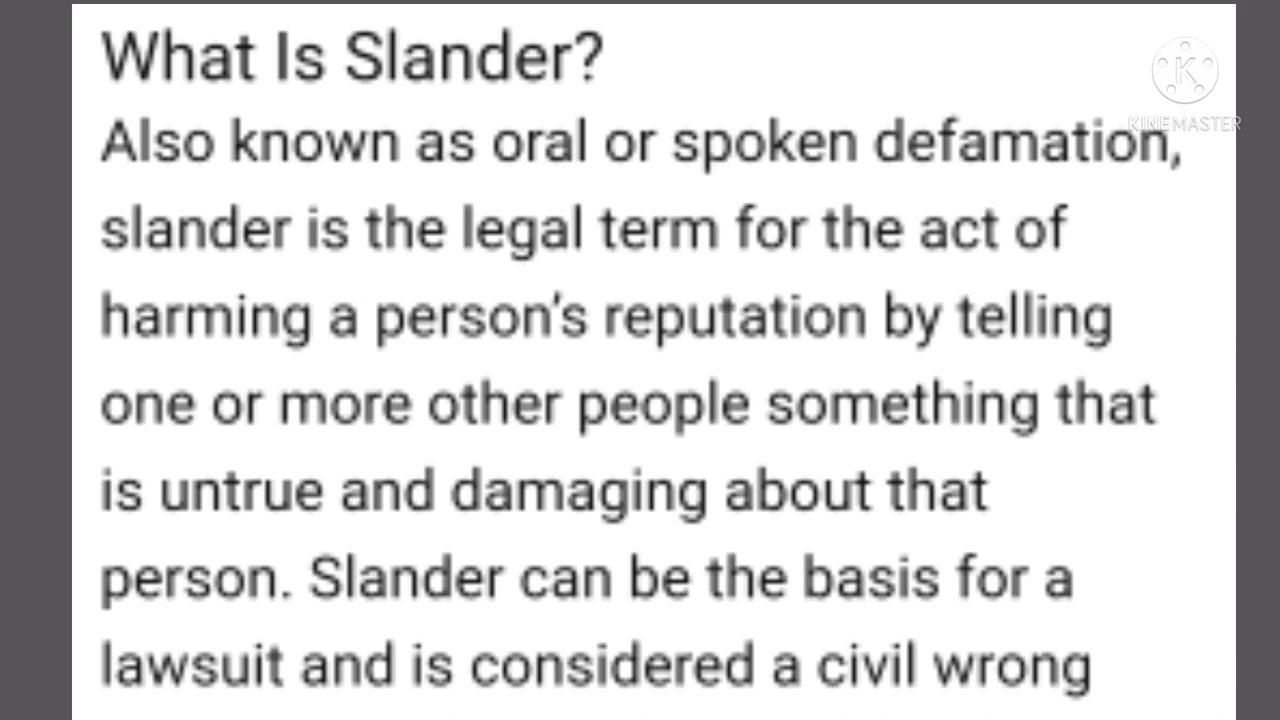 What Is Slander?
Also known as oral or spoken defamation,
slander is the legal term for the act of
harming a person's reputation by telling
one or more other people something that
is untrue and damaging about that
person. Slander can be the basis for a
lawsuit and is considered a civil wrong
K
KINEMASTER